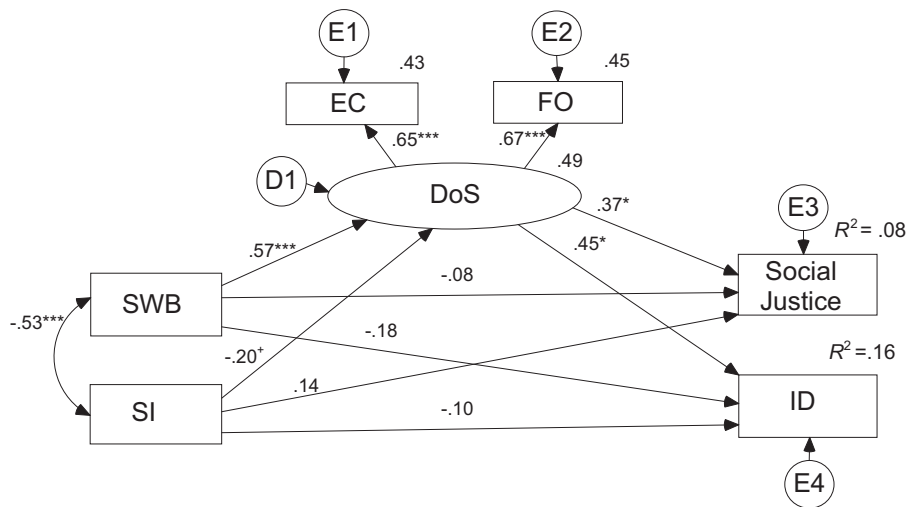 E1
E2
.43
.45
EC
FO
.65***
.67***
.49
D1
DoS
.37*
E3
R² = .08
.57***
.45*
Social
Justice
-.08
SWB
-.53***
-.18
R² =.16
-.20⁺
.14
SI
-.10
ID
E4